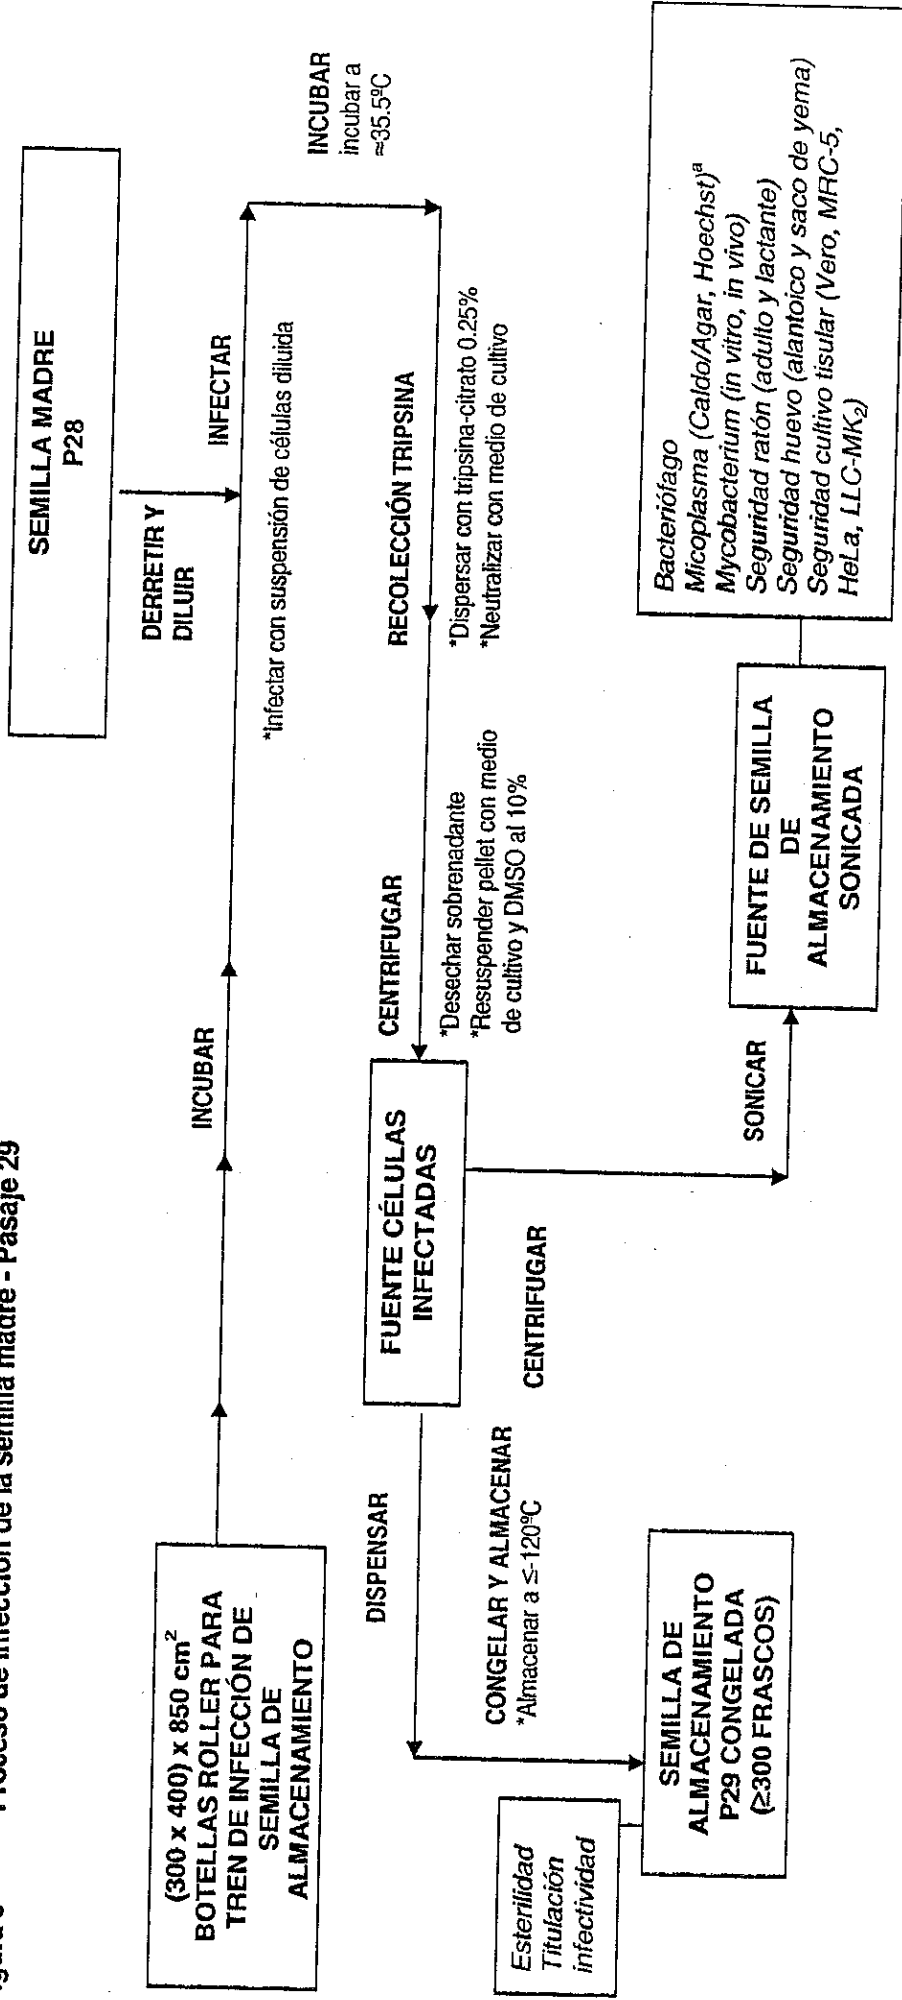 Proceso de infección de la semilla madre - Pasaje 29
SEMILLA MADRE
P28
DERRETIR Y
DILUIR
(300 x 400) x 850 cm²
BOTELLAS ROLLER PARA
TREN DE INFECCIÓN DE
SEMILLA DE
ALMACENAMIENTO
INCUBAR
INFECTAR
*Infectar con suspensión de células diluida
INCUBAR
incubar a
≈35.5ºC
RECOLECCIÓN TRIPSINA
*Dispersar con tripsina-citrato 0.25%
*Neutralizar con medio de cultivo
CENTRIFUGAR
*Desechar sobrenadante
*Resuspender pellet con medio
de cultivo y DMSO al 10%
FUENTE CÉLULAS
INFECTADAS
DISPENSAR
CONGELAR Y ALMACENAR
*Almacenar a ≤-120ºC
CENTRIFUGAR
SONICAR
Esterilidad
Titulación
infectividad
SEMILLA DE
ALMACENAMIENTO
P29 CONGELADA
(≥300 FRASCOS)
FUENTE DE SEMILLA
DE
ALMACENAMIENTO
SONICADA
Bacteriófago
Micoplasma (Caldo/Agar, Hoechst)ª
Mycobacterium (in vitro, in vivo)
Seguridad ratón (adulto y lactante)
Seguridad huevo (alantoico y saco de yema)
Seguridad cultivo tisular (Vero, MRC-5,
HeLa, LLC-MK₂)